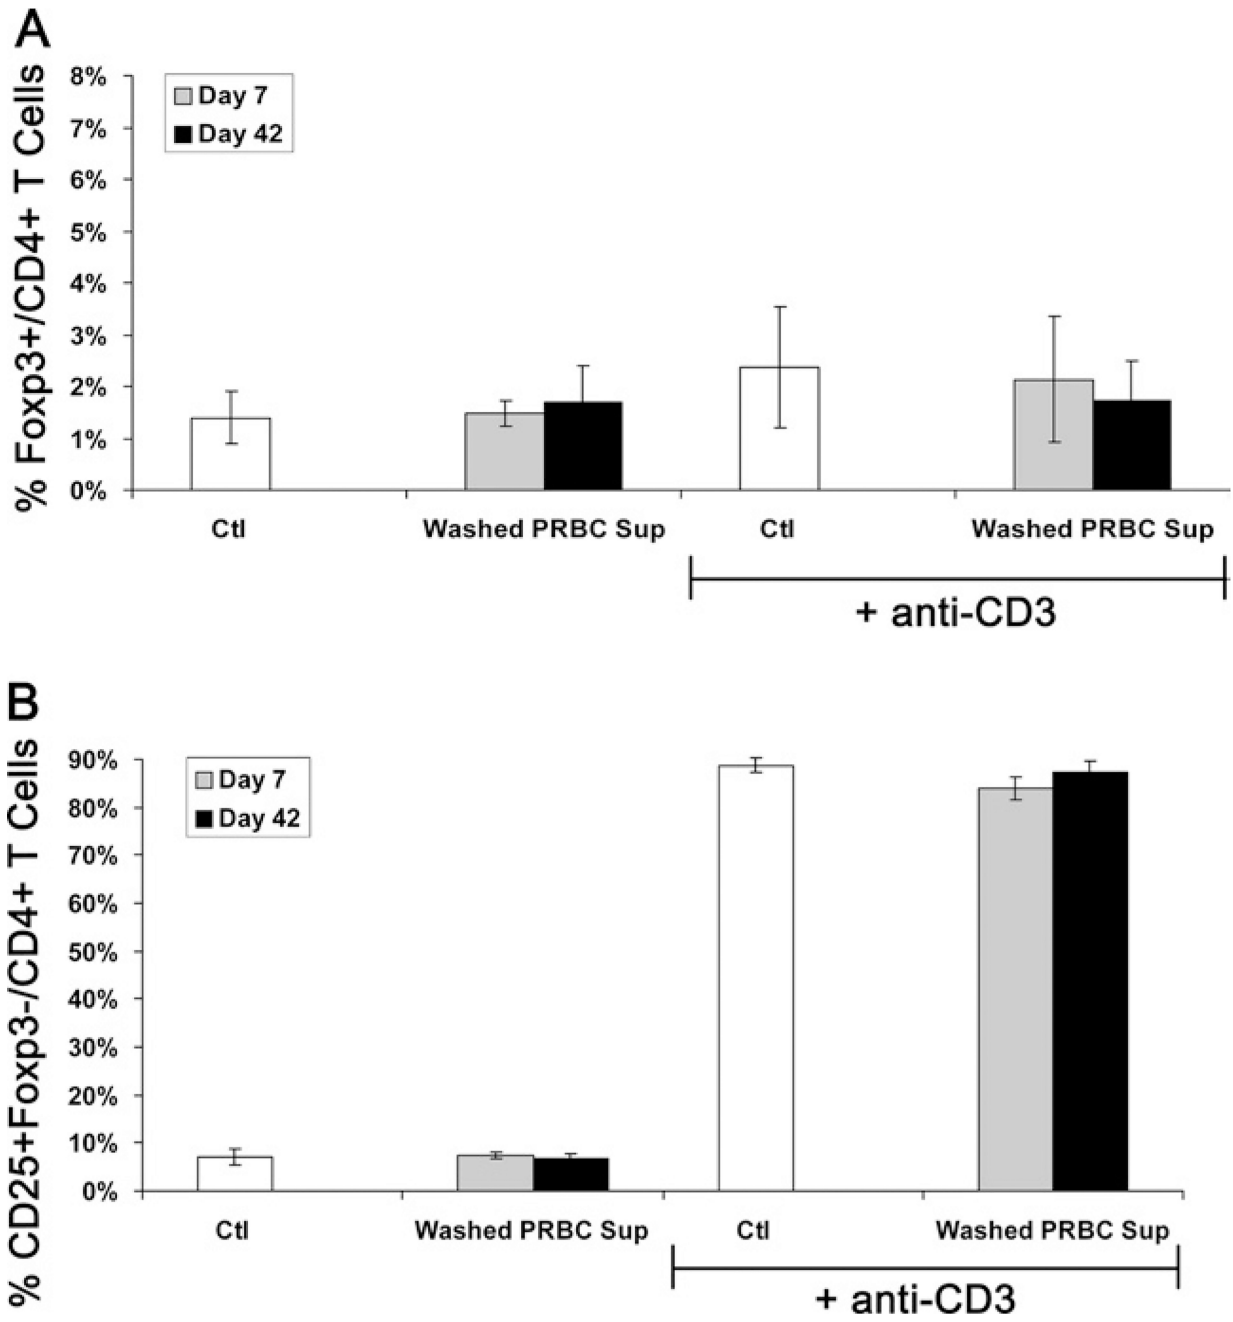 A
% Foxp3+/CD4+ T Cells
8%
7%
6%
5%
4%
3%
2%
1%
0%
Day 7
Day 42
Ctl
Washed PRBC Sup
Ctl
Washed PRBC Sup
+ anti-CD3
B
% CD25+Foxp3-/CD4+ T Cells
90%
80%
70%
60%
50%
40%
30%
20%
10%
0%
Day 7
Day 42
Ctl
Washed PRBC Sup
Ctl
Washed PRBC Sup
+ anti-CD3